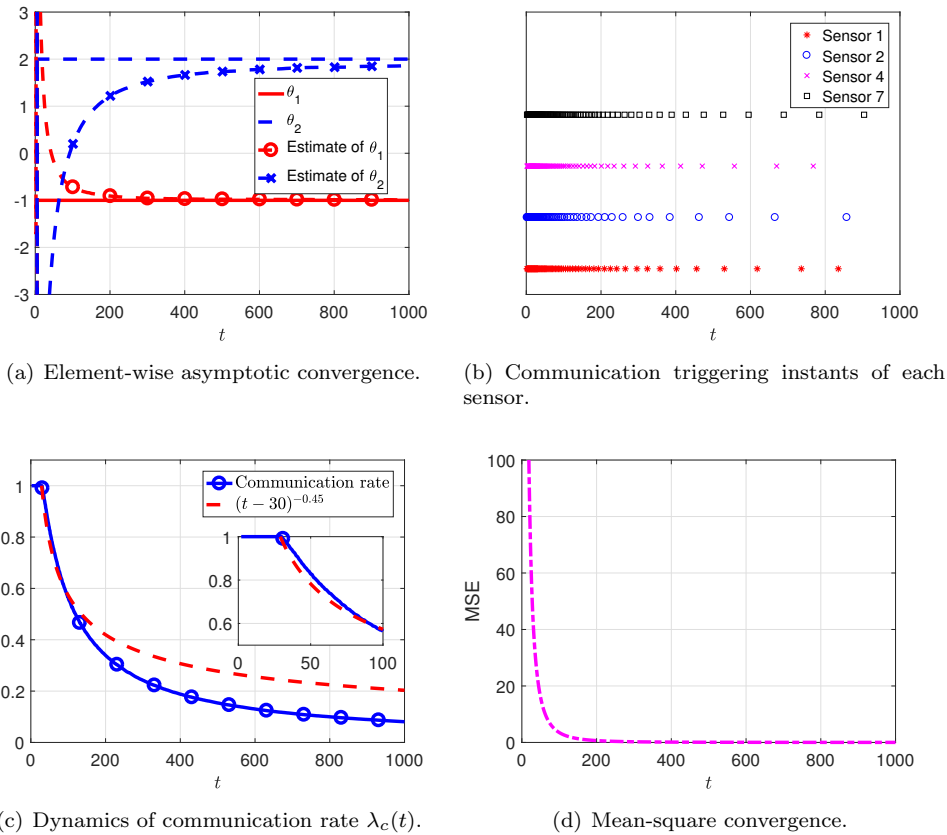 3
2
1
0
-1
-2
-3
0 200 400 600 800 1000
t
θ1
θ2
Estimate of θ1
Estimate of θ2
(a) Element-wise asymptotic convergence.
Sensor 1
Sensor 2
Sensor 4
Sensor 7
0 200 400 600 800 1000
t
(b) Communication triggering instants of each
sensor.
1
0.8
0.6
0.4
0.2
0
0 200 400 600 800 1000
t
Communication rate
(t − 30)^−0.45
1
0.8
0.6
0 50 100
(c) Dynamics of communication rate λc(t).
MSE
100
80
60
40
20
0
0 200 400 600 800 1000
t
(d) Mean-square convergence.